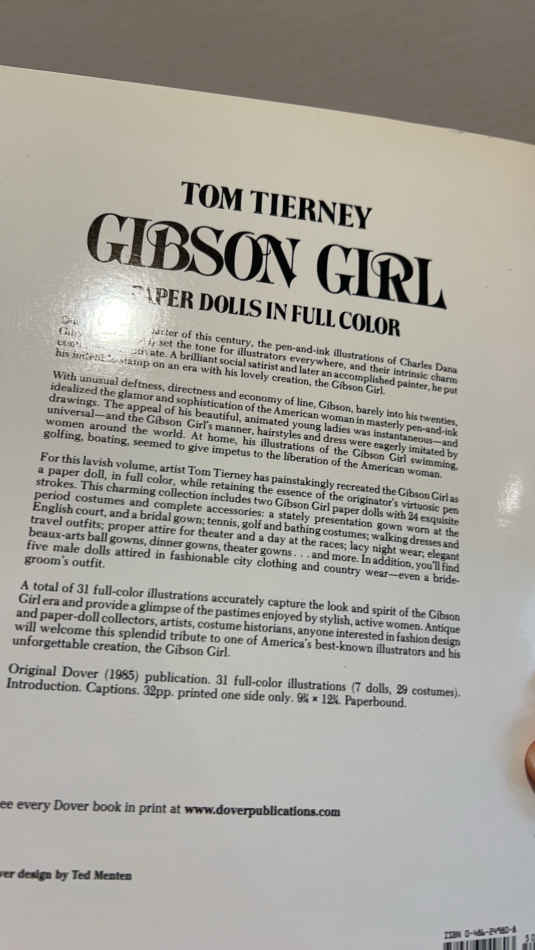 TOM TIERNEY
GIBSON GIRL
PAPER DOLLS IN FULL COLOR
of this century, the pen-and-ink illustrations of Charles Dana
set the tone for illustrators everywhere, and their intrinsic charm
A brilliant social satirist and later an accomplished painter, he put
his stamp on an era with his lovely creation, the Gibson Girl.
With unusual deftness, directness and economy of line, Gibson, barely into his twenties,
idealized the glamor and sophistication of the American woman in masterly pen-and-ink
drawings. The appeal of his beautiful, animated young ladies was instantaneous—and
universal—and the Gibson Girl's manner, hairstyles and dress were eagerly imitated by
women around the world. At home, his illustrations of the Gibson Girl swimming,
golfing, boating, seemed to give impetus to the liberation of the American woman.
For this lavish volume, artist Tom Tierney has painstakingly recreated the Gibson Girl as
a paper doll, in full color, while retaining the essence of the originator's virtuosic pen
strokes. This charming collection includes two Gibson Girl paper dolls with 24 exquisite
period costumes and complete accessories: a stately presentation gown worn at the
English court, and a bridal gown; tennis, golf and bathing costumes; walking dresses and
travel outfits; proper attire for theater and a day at the races; lacy night wear; elegant
beaux-arts ball gowns, dinner gowns, theater gowns . . . and more. In addition, you'll find
five male dolls attired in fashionable city clothing and country wear—even a bride-
groom's outfit.
A total of 31 full-color illustrations accurately capture the look and spirit of the Gibson
Girl era and provide a glimpse of the pastimes enjoyed by stylish, active women. Antique
and paper-doll collectors, artists, costume historians, anyone interested in fashion design
will welcome this splendid tribute to one of America's best-known illustrators and his
unforgettable creation, the Gibson Girl.
Original Dover (1985) publication. 31 full-color illustrations (7 dolls, 29 costumes).
Introduction. Captions. 32pp. printed one side only. 9¼ × 12¼. Paperbound.
ee every Dover book in print at www.doverpublications.com
ver design by Ted Menten
ISBN 0-486-24980-6